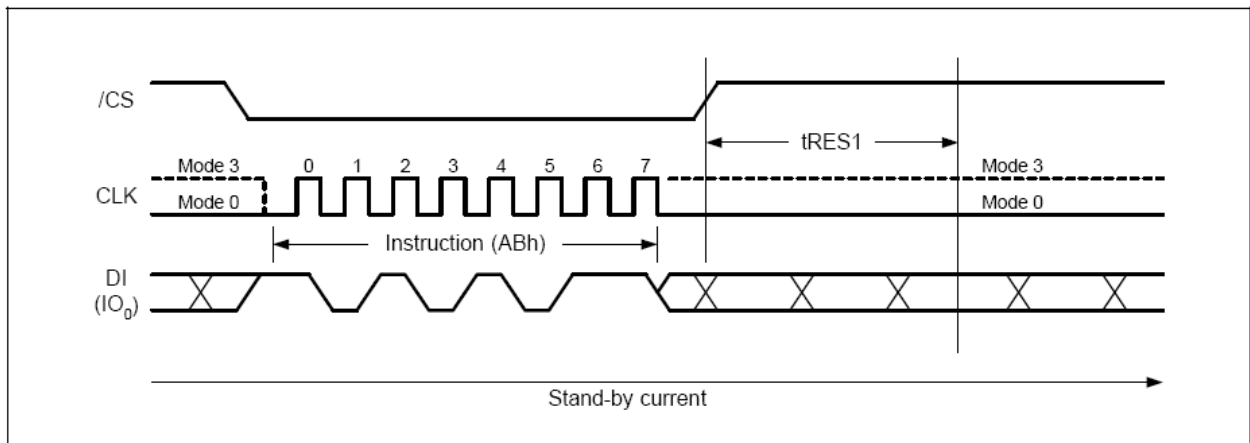 /CS
tRES1
Mode 3 0 1 2 3 4 5 6 7 Mode 3
CLK
Mode 0 Mode 0
Instruction (ABh)
DI
(IO₀)
Stand-by current